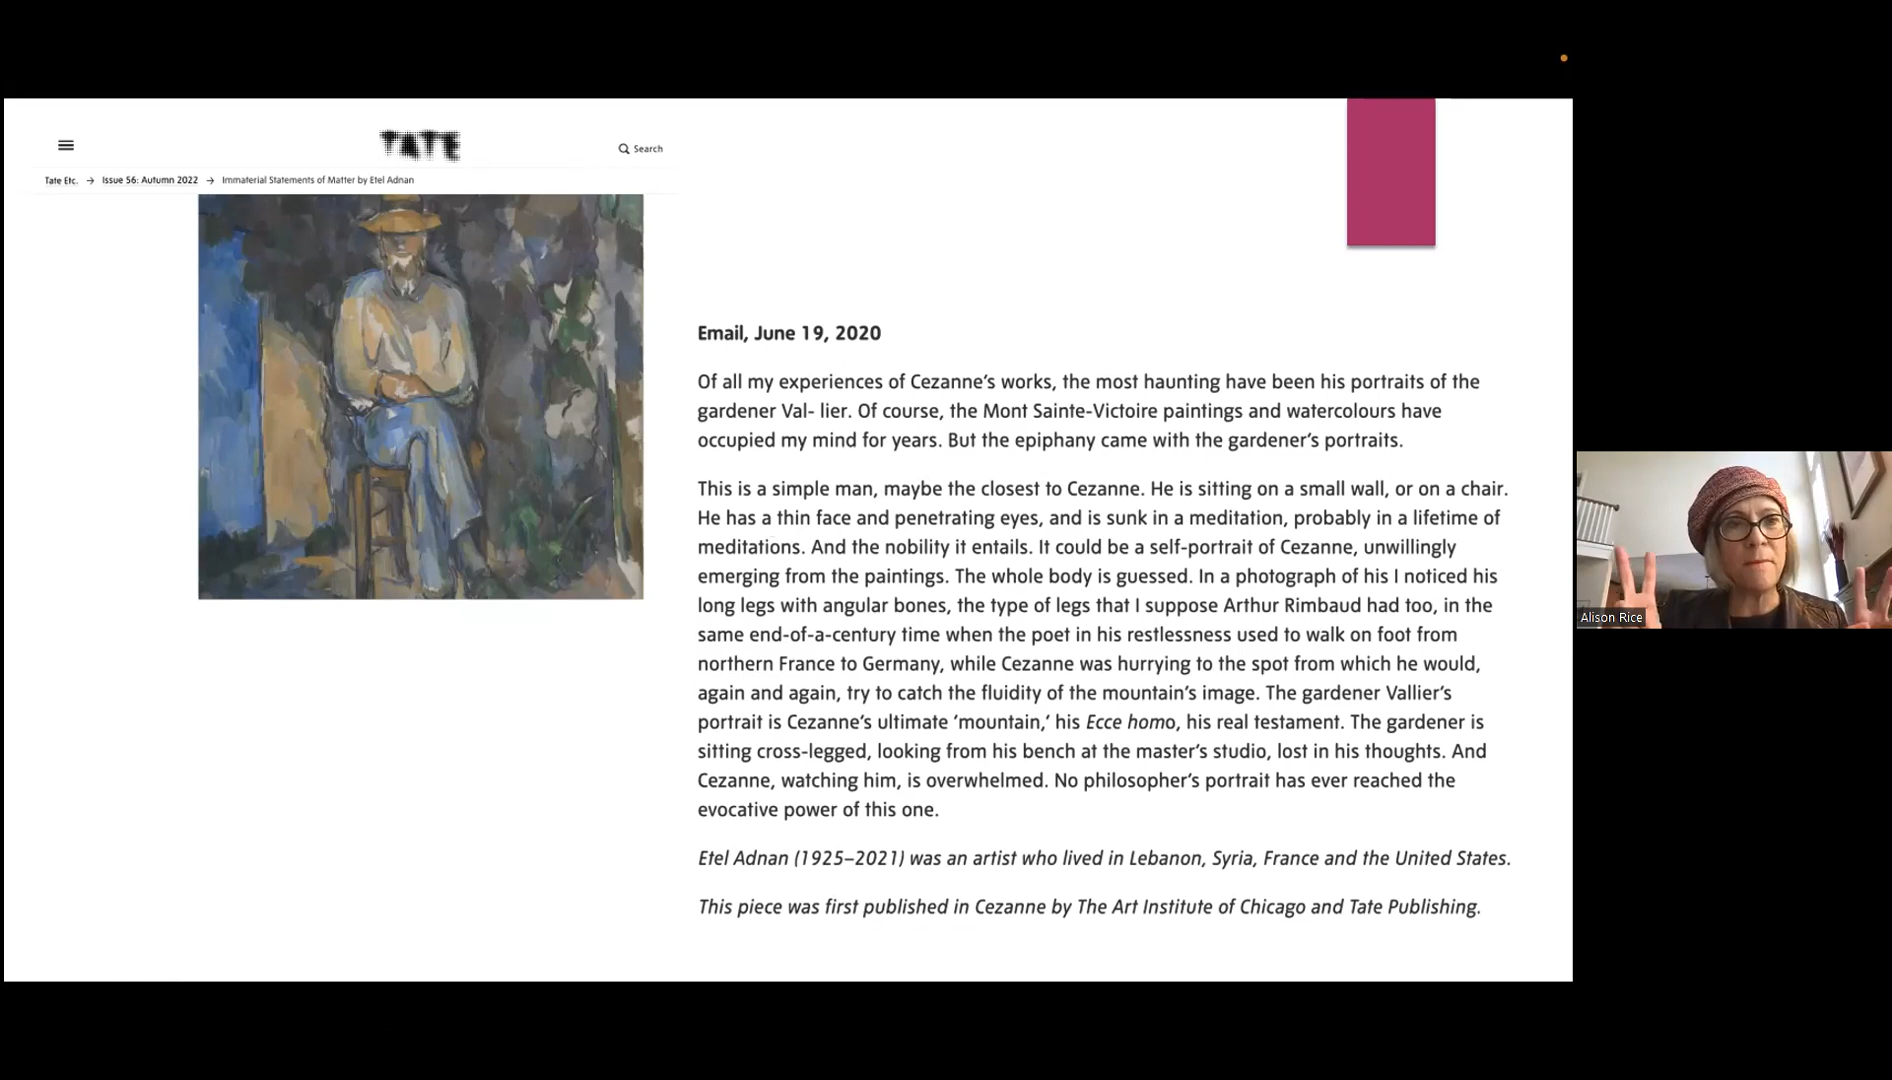 TATE
Search
Tate Etc. → Issue 56: Autumn 2022 → Immaterial Statements of Matter by Etel Adnan
Email, June 19, 2020
Of all my experiences of Cezanne’s works, the most haunting have been his portraits of the
gardener Val- lier. Of course, the Mont Sainte-Victoire paintings and watercolours have
occupied my mind for years. But the epiphany came with the gardener’s portraits.
This is a simple man, maybe the closest to Cezanne. He is sitting on a small wall, or on a chair.
He has a thin face and penetrating eyes, and is sunk in a meditation, probably in a lifetime of
meditations. And the nobility it entails. It could be a self-portrait of Cezanne, unwillingly
emerging from the paintings. The whole body is guessed. In a photograph of his I noticed his
long legs with angular bones, the type of legs that I suppose Arthur Rimbaud had too, in the
same end-of-a-century time when the poet in his restlessness used to walk on foot from
northern France to Germany, while Cezanne was hurrying to the spot from which he would,
again and again, try to catch the fluidity of the mountain’s image. The gardener Vallier’s
portrait is Cezanne’s ultimate ‘mountain,’ his Ecce homo, his real testament. The gardener is
sitting cross-legged, looking from his bench at the master’s studio, lost in his thoughts. And
Cezanne, watching him, is overwhelmed. No philosopher’s portrait has ever reached the
evocative power of this one.
Etel Adnan (1925–2021) was an artist who lived in Lebanon, Syria, France and the United States.
This piece was first published in Cezanne by The Art Institute of Chicago and Tate Publishing.
Alison Rice